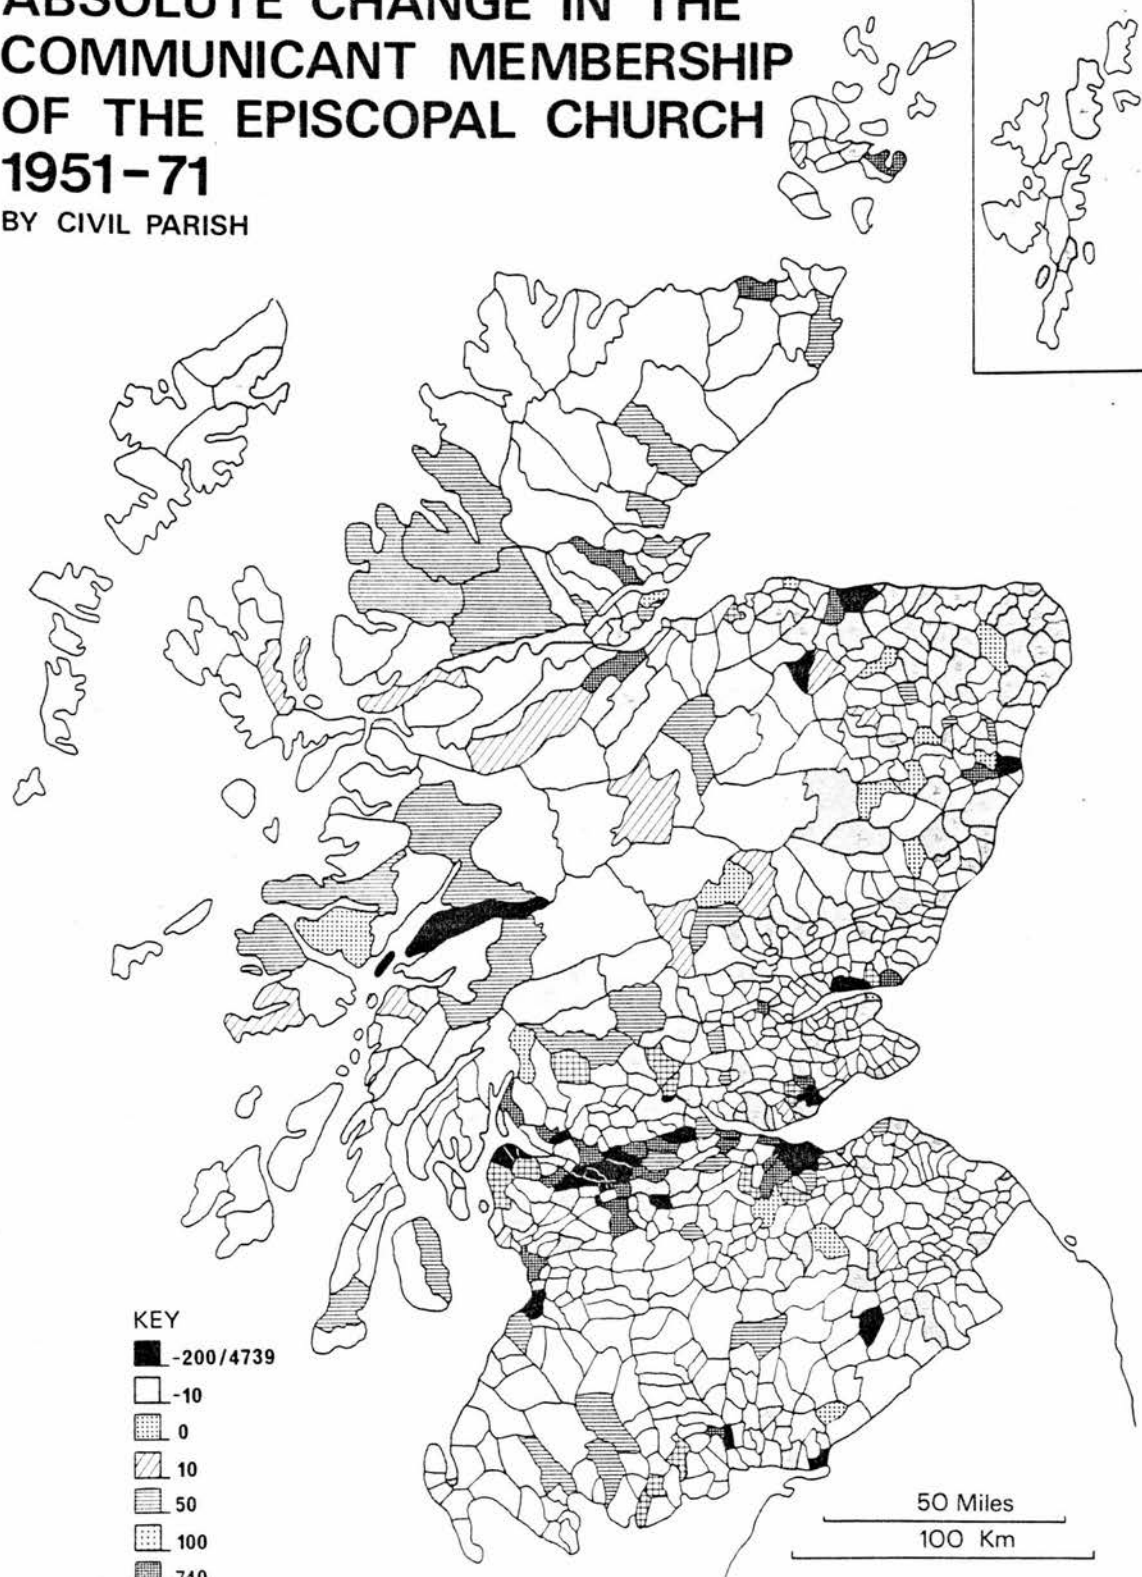 ABSOLUTE CHANGE IN THE
COMMUNICANT MEMBERSHIP
OF THE EPISCOPAL CHURCH
1951-71
BY CIVIL PARISH
KEY
-200/4739
-10
0
10
50
100
740
50 Miles
100 Km